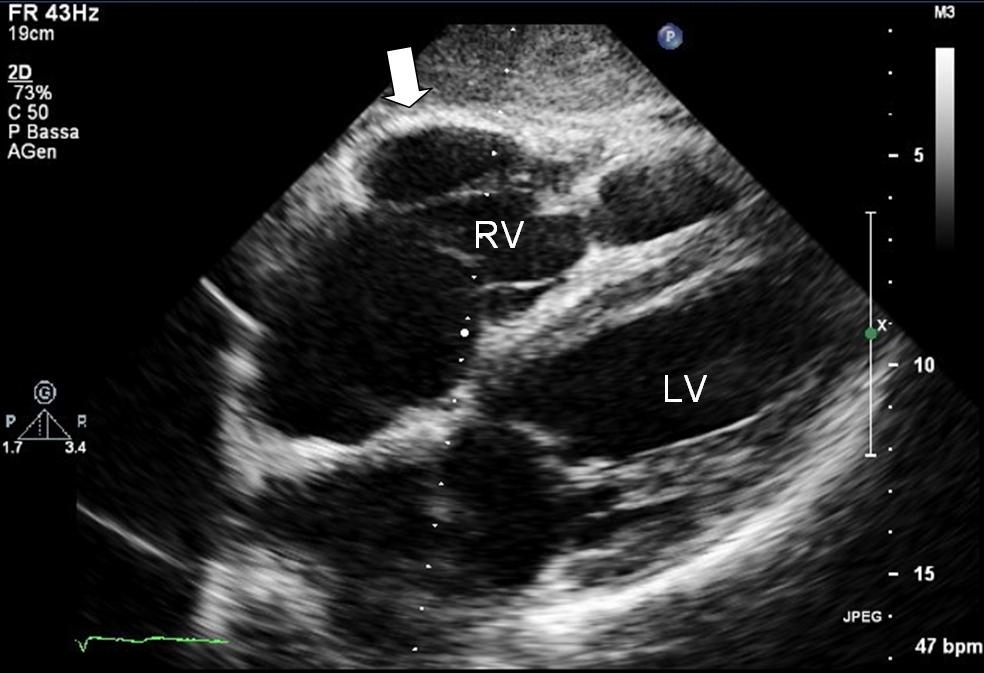 FR 43Hz
19cm
2D
73%
C 50
P Bassa
AGen
M3
P
5
RV
X
LV
10
G
P R
1.7 3.4
15
JPEG
47 bpm